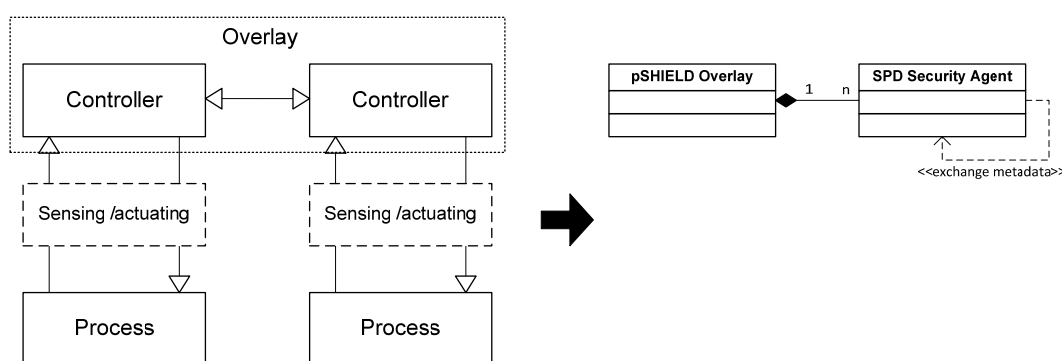 Overlay
Controller
Controller
Sensing /actuating
Sensing /actuating
Process
Process
pSHIELD Overlay
SPD Security Agent
1
n
<<exchange metadata>>